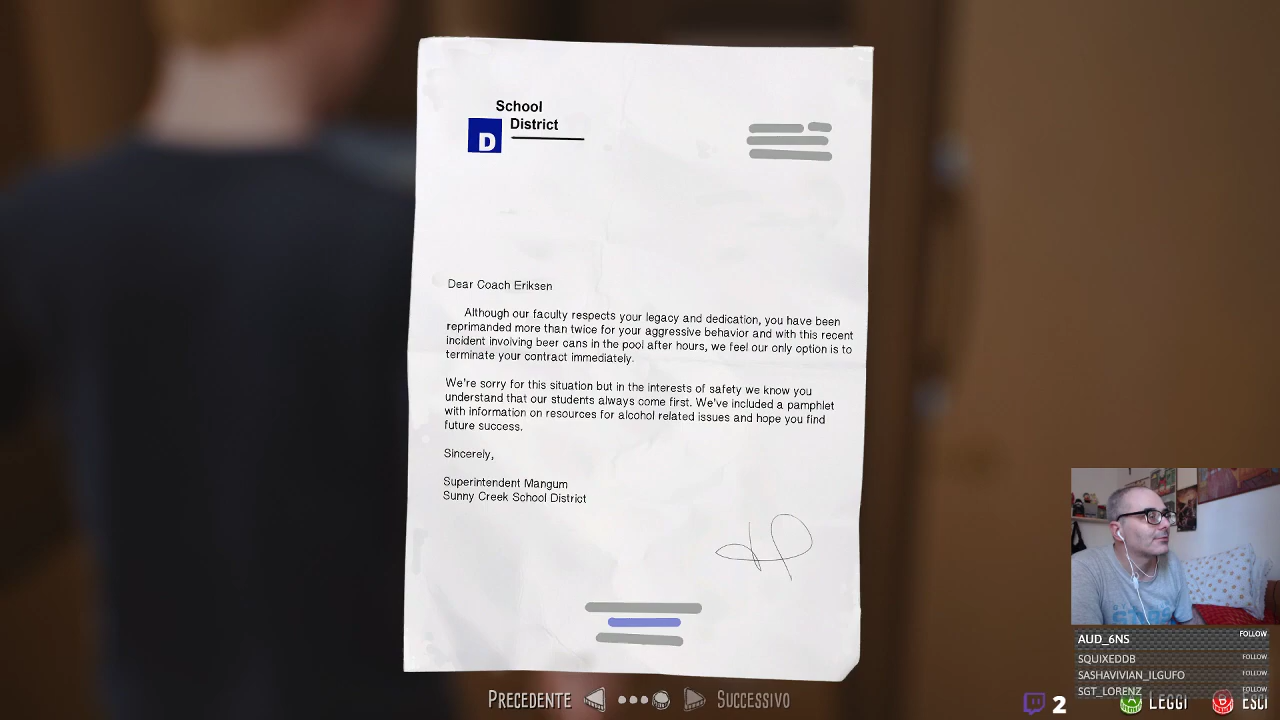 School
District
D
Dear Coach Eriksen
Although our faculty respects your legacy and dedication, you have been
reprimanded more than twice for your aggressive behavior and with this recent
incident involving beer cans in the pool after hours, we feel our only option is to
terminate your contract immediately.
We're sorry for this situation but in the interests of safety we know you
understand that our students always come first. We've included a pamphlet
with information on resources for alcohol related issues and hope you find
future success.
Sincerely,
Superintendent Mangum
Sunny Creek School District
AUD_6NS FOLLOW
SQUIXEDDB FOLLOW
SASHAVIVIAN_ILGUFO FOLLOW
SGT_LORENZ FOLLOW
PRECEDENTE SUCCESSIVO
2 LEGGI B ESCI